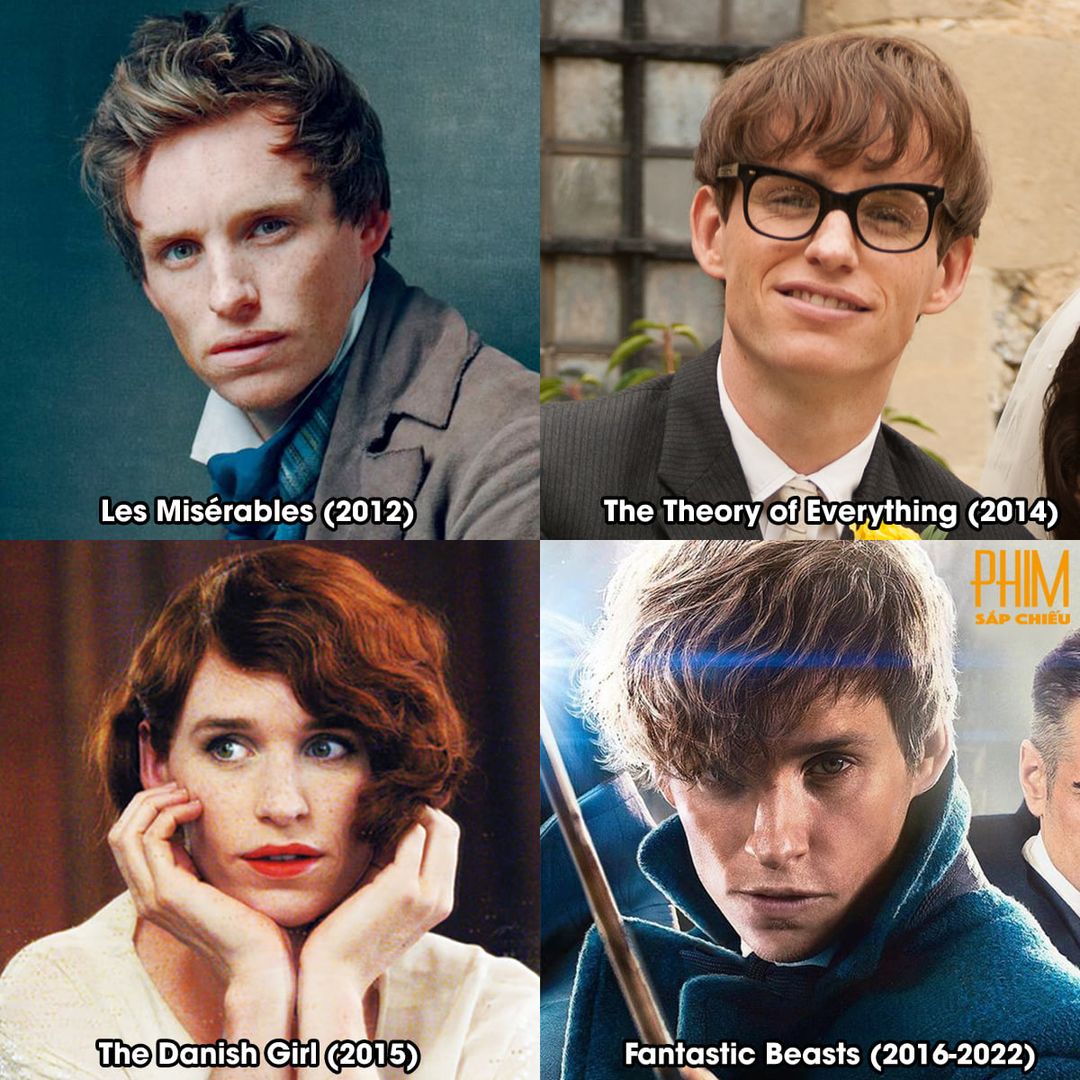 Les Misérables (2012)
The Theory of Everything (2014)
PHIM
SẮP CHIẾU
The Danish Girl (2015)
Fantastic Beasts (2016-2022)